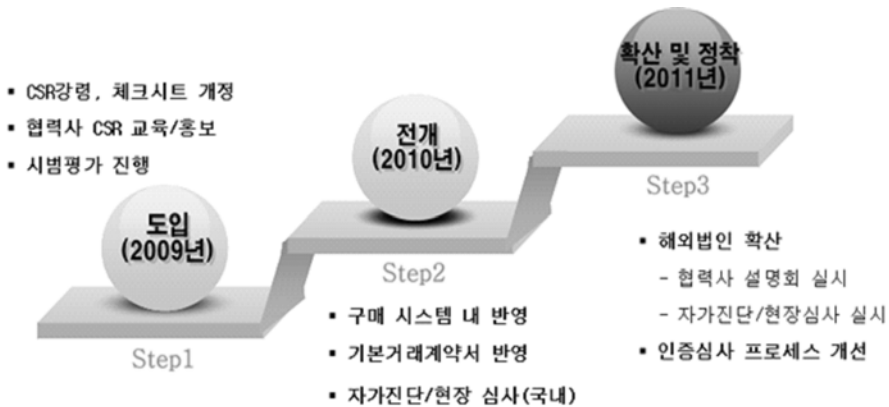 ▪ CSR강령, 체크시트 개정
▪ 협력사 CSR 교육/홍보
▪ 시범평가 진행
도입
(2009년)
Step1
전개
(2010년)
Step2
▪ 구매 시스템 내 반영
▪ 기본거래계약서 반영
▪ 자가진단/현장 심사(국내)
확산 및 정착
(2011년)
Step3
▪ 해외법인 확산
- 협력사 설명회 실시
- 자가진단/현장심사 실시
▪ 인증심사 프로세스 개선